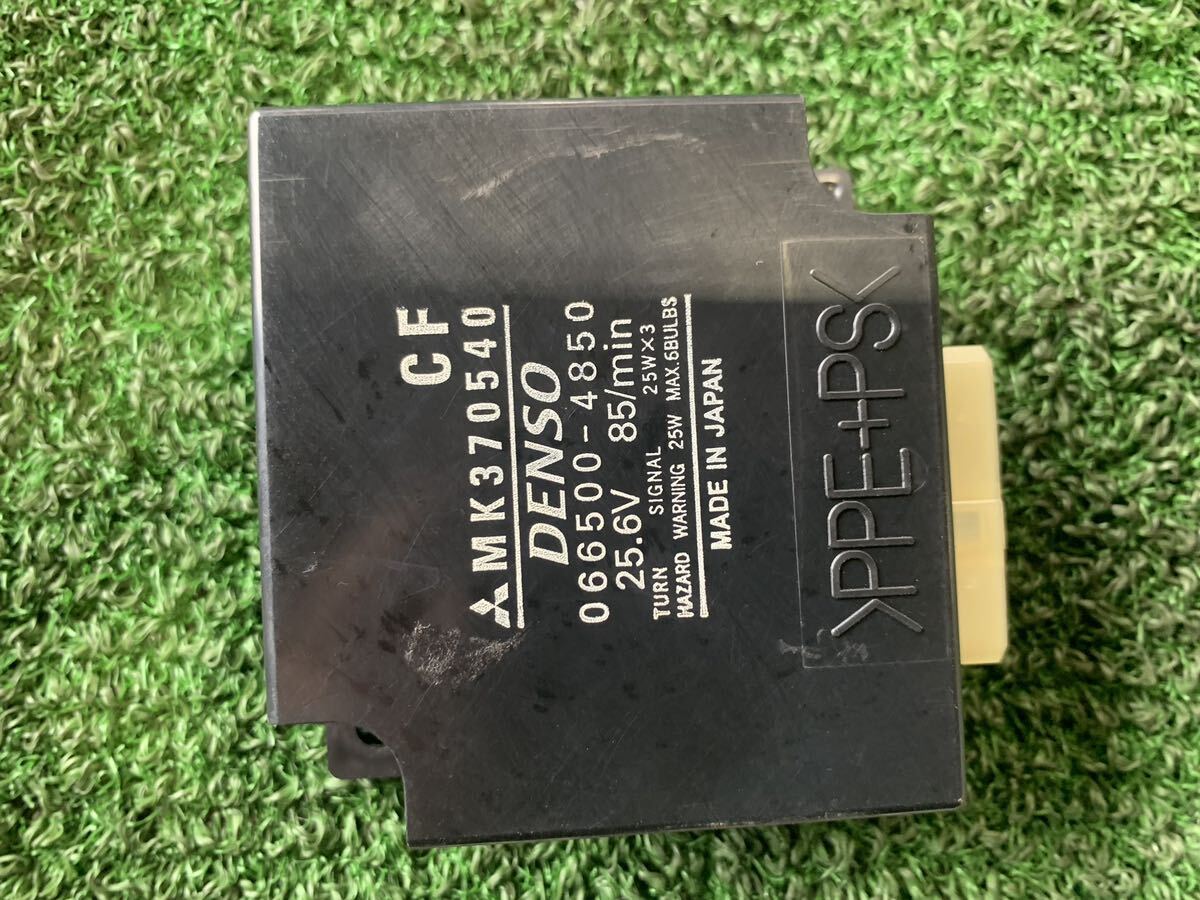 CF
MK370540
DENSO
066500-4850
25.6V 85/min
TURN SIGNAL 25W×3
HAZARD WARNING 25W MAX.6BULBS
MADE IN JAPAN
>PPE+PS<